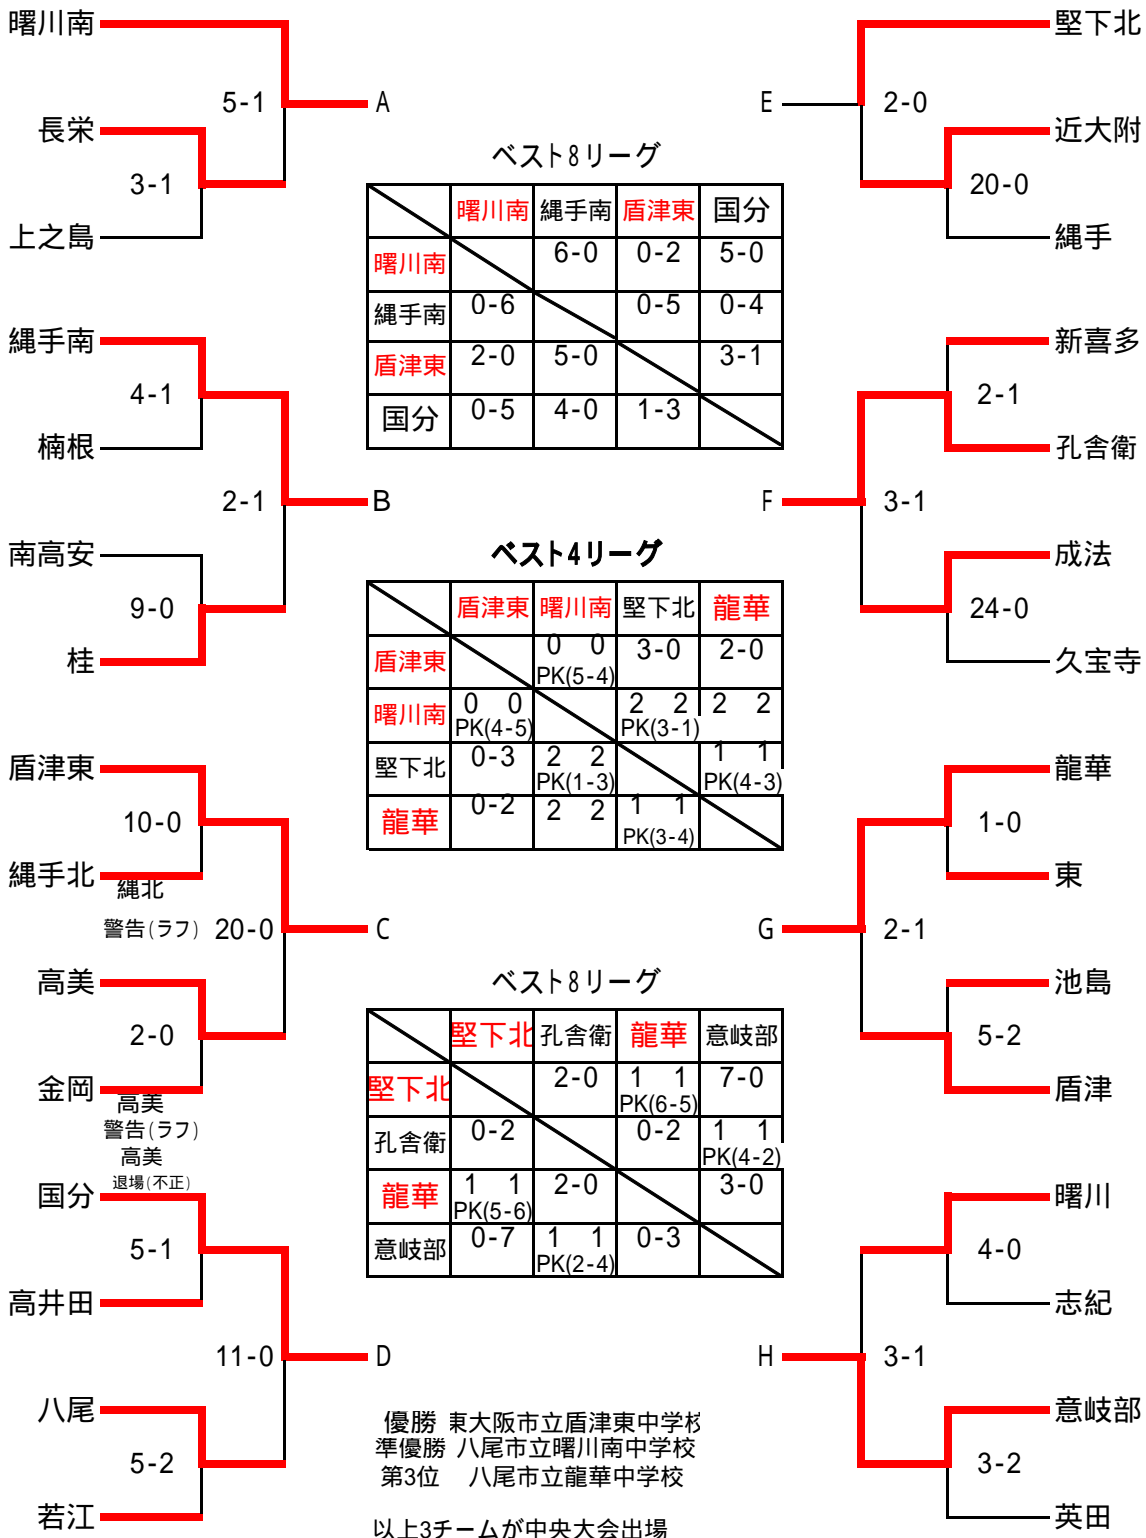 曙川南
5-1
A
長栄
3-1
上之島
縄手南
4-1
楠根
2-1
B
南高安
9-0
桂
盾津東
10-0
縄手北
縄北
警告(ラフ)
20-0
C
高美
2-0
金岡
高美
警告(ラフ)
高美
退場(不正)
国分
5-1
高井田
11-0
D
八尾
5-2
若江
ベスト8リーグ
曙川南 縄手南 盾津東 国分
曙川南 6-0 0-2 5-0
縄手南 0-6 0-5 0-4
盾津東 2-0 5-0 3-1
国分 0-5 4-0 1-3
ベスト4リーグ
盾津東 曙川南 堅下北 龍華
盾津東 0 0 3-0 2-0
PK(5-4)
曙川南 0 0 2 2 2 2
PK(4-5) PK(3-1)
堅下北 0-3 2 2 1 1
PK(1-3) PK(4-3)
龍華 0-2 2 2 1 1
PK(3-4)
ベスト8リーグ
堅下北 孔舎衛 龍華 意岐部
堅下北 2-0 1 1 7-0
PK(6-5)
孔舎衛 0-2 0-2 1 1
PK(4-2)
龍華 1 1 2-0 3-0
PK(5-6)
意岐部 0-7 1 1 0-3
PK(2-4)
優勝 東大阪市立盾津東中学校
準優勝 八尾市立曙川南中学校
第3位 八尾市立龍華中学校
以上3チームが中央大会出場
堅下北
E
2-0
近大附
20-0
縄手
新喜多
2-1
孔舎衛
F
3-1
成法
24-0
久宝寺
龍華
1-0
東
G
2-1
池島
5-2
盾津
曙川
4-0
志紀
H
3-1
意岐部
3-2
英田